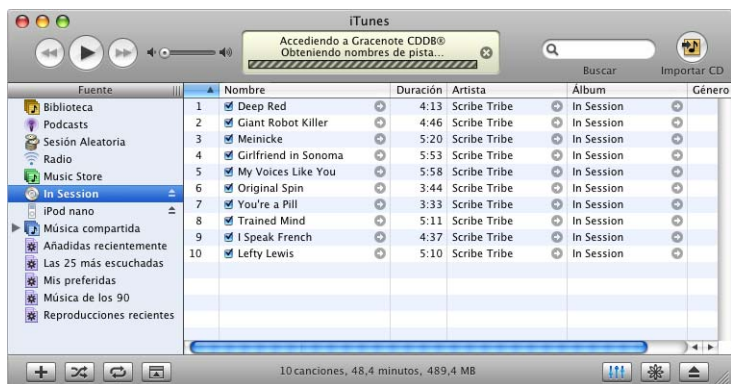 iTunes
Accediendo a Gracenote CDDB®
Obteniendo nombres de pista...
Buscar
Importar CD
Fuente
Biblioteca
Podcasts
Sesión Aleatoria
Radio
Music Store
In Session
iPod nano
Música compartida
Añadidas recientemente
Las 25 más escuchadas
Mis preferidas
Música de los 90
Reproducciones recientes
Nombre Duración Artista Álbum Género
1 Deep Red 4:13 Scribe Tribe In Session
2 Giant Robot Killer 4:46 Scribe Tribe In Session
3 Meinicke 5:20 Scribe Tribe In Session
4 Girlfriend in Sonoma 5:53 Scribe Tribe In Session
5 My Voices Like You 5:58 Scribe Tribe In Session
6 Original Spin 3:44 Scribe Tribe In Session
7 You're a Pill 3:33 Scribe Tribe In Session
8 Trained Mind 5:11 Scribe Tribe In Session
9 I Speak French 4:37 Scribe Tribe In Session
10 Lefty Lewis 5:10 Scribe Tribe In Session
10 canciones, 48,4 minutos, 489,4 MB